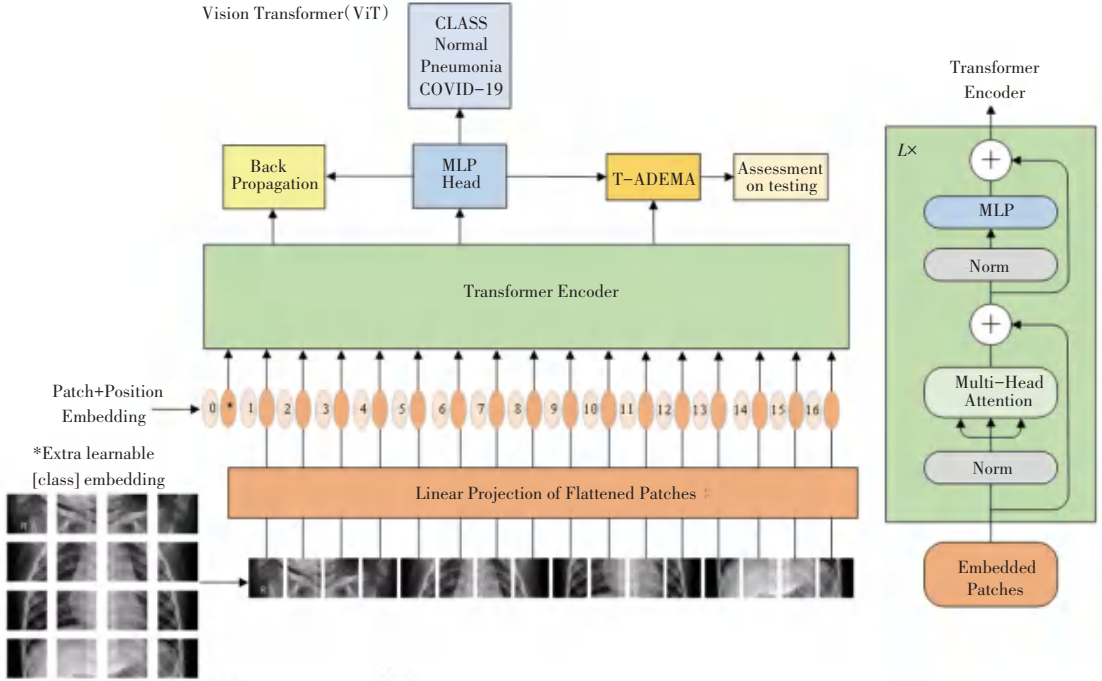 Vision Transformer(ViT)
CLASS
Normal
Pneumonia
COVID-19
Back
Propagation
MLP
Head
T-ADEMA
Assessment
on testing
Transformer Encoder
Patch+Position
Embedding
0 * 1 2 3 4 5 6 7 8 9 10 11 12 13 14 15 16
*Extra learnable
[class] embedding
Linear Projection of Flattened Patches
R
R
Transformer
Encoder
L×
+
MLP
Norm
+
Multi-Head
Attention
Norm
Embedded
Patches